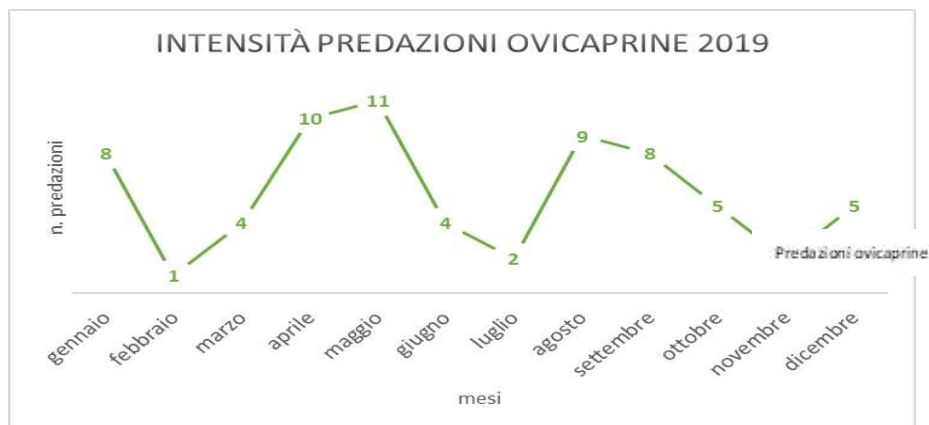 INTENSITÀ PREDAZIONI OVICAPRINE 2019
n. predazioni
8
1
4
10
11
4
2
9
8
5
5
Predazioni ovicaprine
gennaio
febbraio
marzo
aprile
maggio
giugno
luglio
agosto
settembre
ottobre
novembre
dicembre
mesi